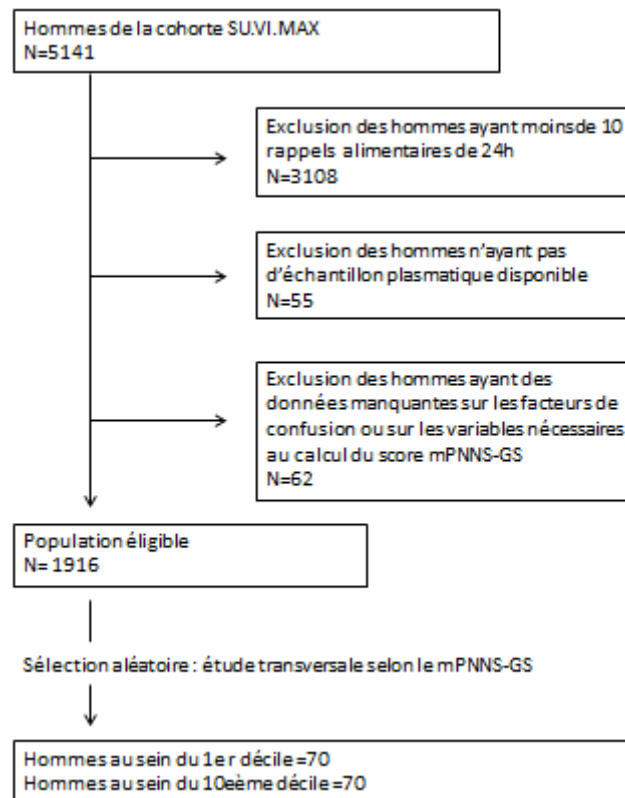 Hommes de la cohorte SU.VI.MAX
N=5141
Exclusion des hommes ayant moinsde 10
rappels alimentaires de 24h
N=3108
Exclusion des hommes n'ayant pas
d'échantillon plasmatique disponible
N=55
Exclusion des hommes ayant des
données manquantes sur les facteurs de
confusion ou sur les variables nécessaires
au calcul du score mPNNS-GS
N=62
Population éligible
N= 1916
Sélection aléatoire : étude transversale selon le mPNNS-GS
Hommes au sein du 1er décile =70
Hommes au sein du 10eème décile =70